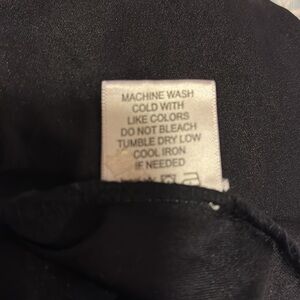 MACHINE WASH
COLD WITH
LIKE COLORS
DO NOT BLEACH
TUMBLE DRY LOW
COOL IRON
IF NEEDED